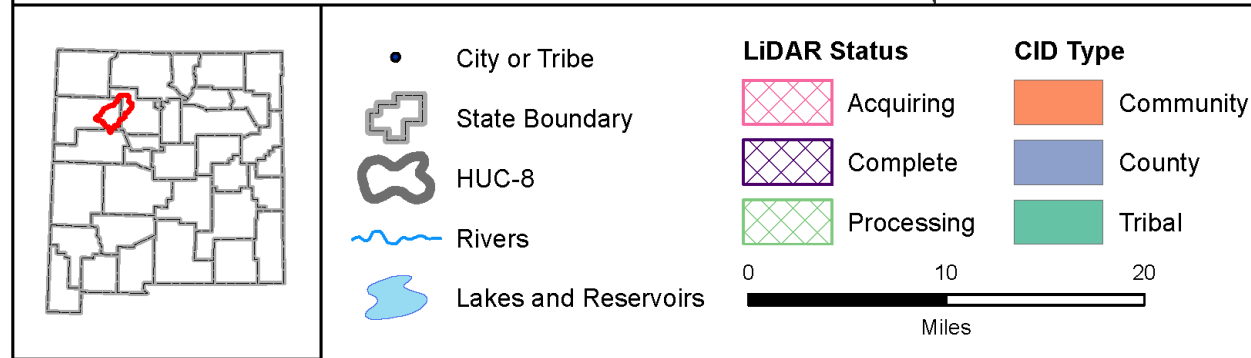 City or Tribe
State Boundary
HUC-8
Rivers
Lakes and Reservoirs
LiDAR Status
Acquiring
Complete
Processing
CID Type
Community
County
Tribal
0 10 20
Miles